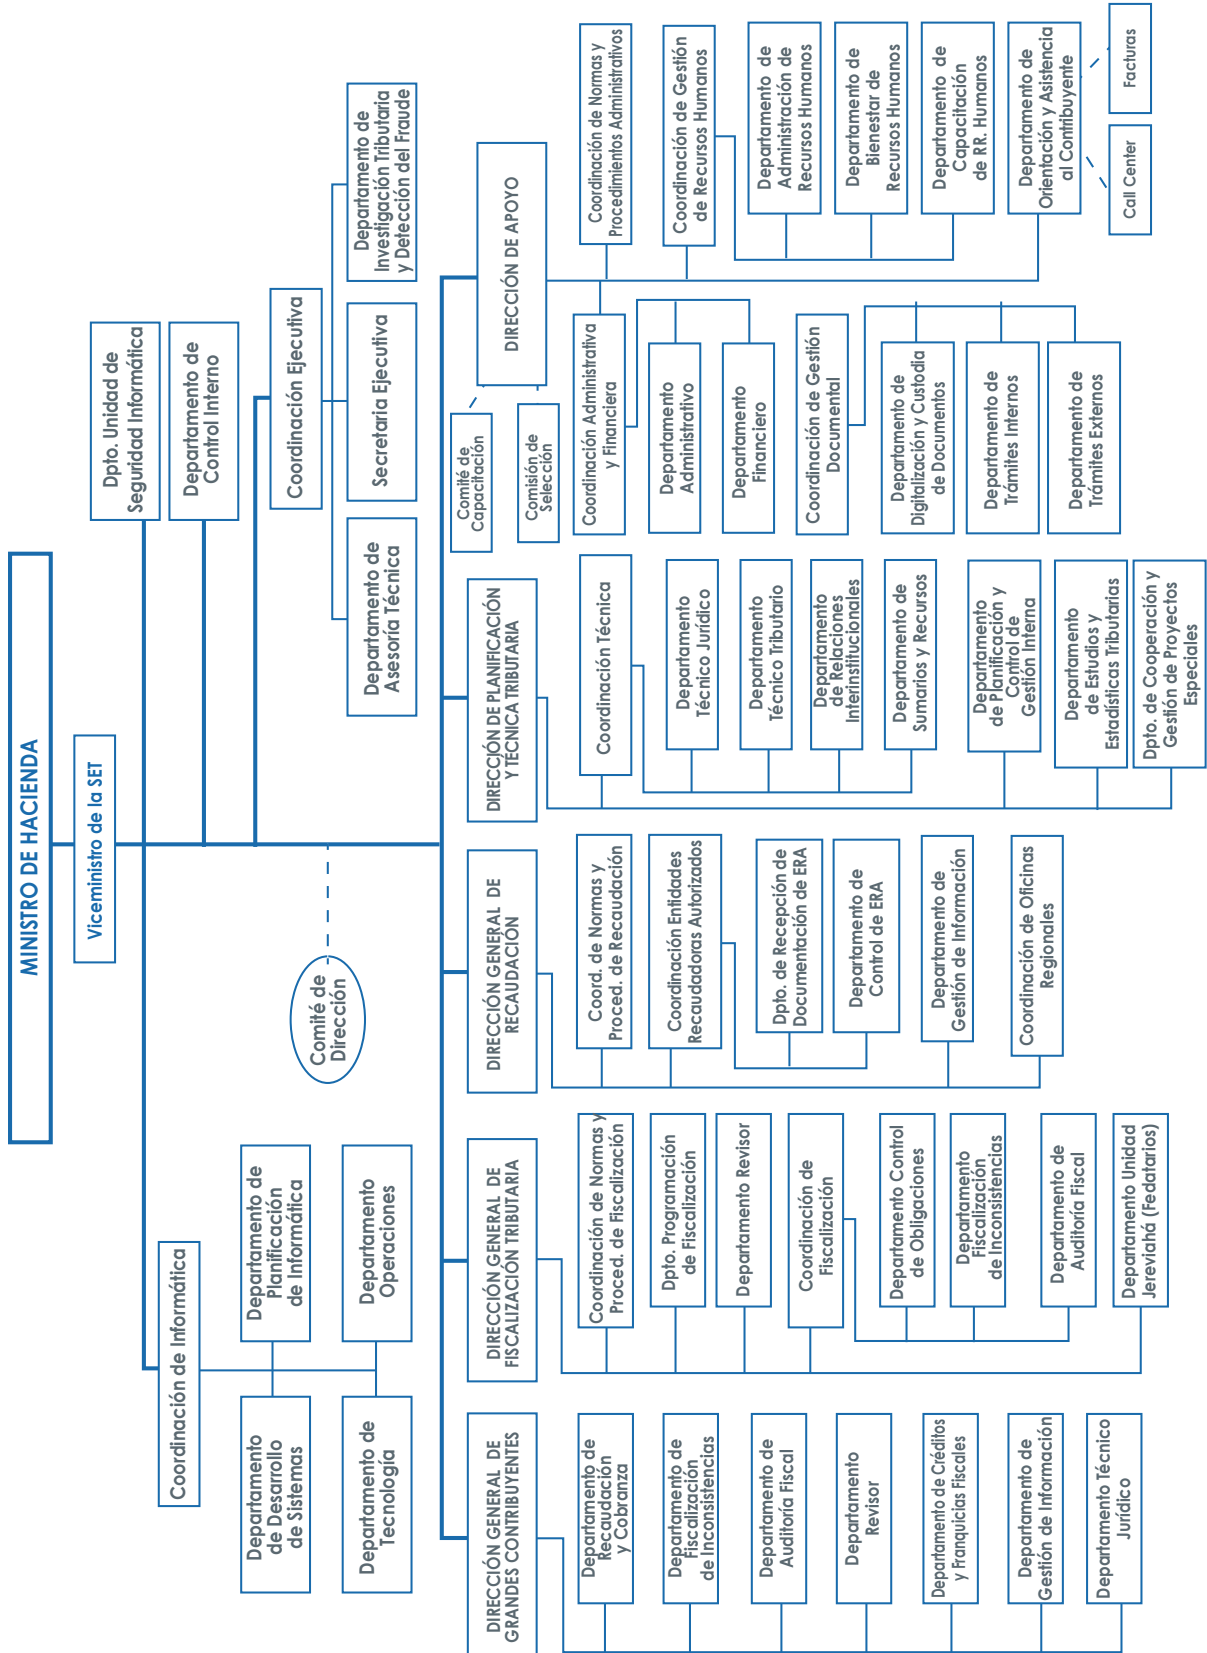 MINISTRO DE HACIENDA
Viceministro de la SET
Dpto. Unidad de
Seguridad Informática
Departamento de
Control Interno
Coordinación de Informática
Departamento
de Desarrollo
de Sistemas
Departamento de
Planificación
de Informática
Departamento de
Tecnología
Departamento
Operaciones
Comité de
Dirección
Coordinación Ejecutiva
Departamento de
Asesoría Técnica
Secretaria Ejecutiva
Departamento de
Investigación Tributaria
y Detección del Fraude
DIRECCIÓN GENERAL DE
GRANDES CONTRIBUYENTES
Departamento de
Recaudación
y Cobranza
Departamento de
Fiscalización
de Inconsistencias
Departamento de
Auditoría Fiscal
Departamento
Revisor
Departamento de Créditos
y Franquicias Fiscales
Departamento de
Gestión de Información
Departamento Técnico
Jurídico
DIRECCIÓN GENERAL DE
FISCALIZACIÓN TRIBUTARIA
Coordinación de Normas y
Proced. de Fiscalización
Dpto. Programación
de Fiscalización
Departamento Revisor
Coordinación de
Fiscalización
Departamento Control
de Obligaciones
Departamento
Fiscalización
de Inconsistencias
Departamento de
Auditoría Fiscal
Departamento Unidad
Jereviahá (Fedatarios)
DIRECCIÓN GENERAL DE
RECAUDACIÓN
Coord. de Normas y
Proced. de Recaudación
Coordinación Entidades
Recaudadoras Autorizados
Dpto. de Recepción de
Documentación de ERA
Departamento de
Control de ERA
Departamento de
Gestión de Información
Coordinación de Oficinas
Regionales
DIRECCIÓN DE PLANIFICACIÓN
Y TÉCNICA TRIBUTARIA
Coordinación Técnica
Departamento
Técnico Jurídico
Departamento
Técnico Tributario
Departamento
de Relaciones
Interinstitucionales
Departamento de
Sumarios y Recursos
Departamento
de Planificación y
Control de
Gestión Interna
Departamento
de Estudios y
Estadísticas Tributarias
Dpto. de Cooperación y
Gestión de Proyectos
Especiales
DIRECCIÓN DE APOYO
Comité de
Capacitación
Comisión de
Selección
Coordinación Administrativa
y Financiera
Departamento
Administrativo
Departamento
Financiero
Coordinación de Gestión
Documental
Departamento de
Digitalización y Custodia
de Documentos
Departamento de
Trámites Internos
Departamento de
Trámites Externos
Coordinación de Normas y
Procedimientos Administrativos
Coordinación de Gestión
de Recursos Humanos
Departamento de
Administración de
Recursos Humanos
Departamento de
Bienestar de
Recursos Humanos
Departamento de
Capacitación
de RR. Humanos
Departamento de
Orientación y Asistencia
al Contribuyente
Call Center
Facturas